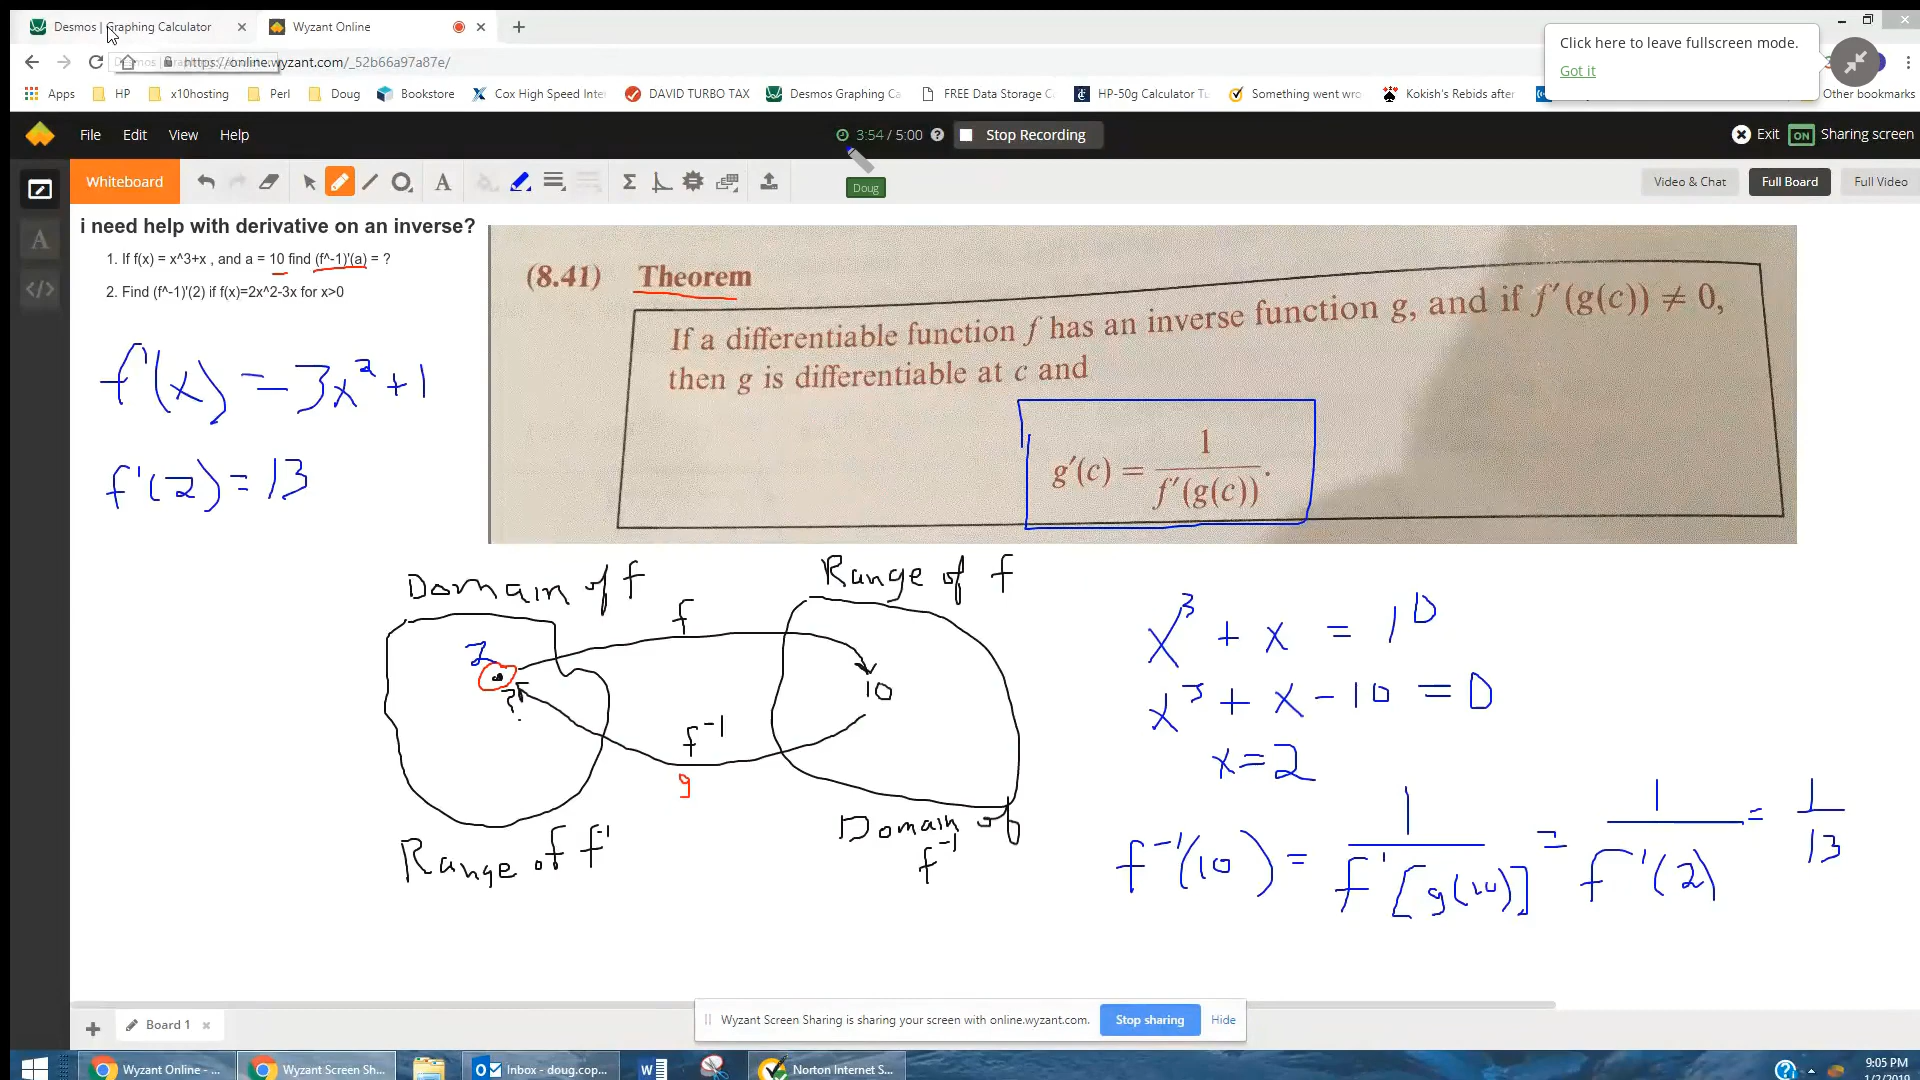 Desmos | Graphing Calculator
Wyzant Online
https://online.wyzant.com/_52b66a97a87e/
Click here to leave fullscreen mode.
Got it
Apps HP x10hosting Perl Doug Bookstore Cox High Speed Inte DAVID TURBO TAX Desmos Graphing Ca FREE Data Storage C HP-50g Calculator Tu Something went wro Kokish's Rebids after Other bookmarks
File Edit View Help
3:54 / 5:00
Stop Recording
Exit ON Sharing screen
Whiteboard
Doug
Video & Chat Full Board Full Video
i need help with derivative on an inverse?
1. If f(x) = x^3+x , and a = 10 find (f^-1)'(a) = ?
2. Find (f^-1)'(2) if f(x)=2x^2-3x for x>0
f'(x) = 3x² + 1
f'(2) = 13
(8.41) Theorem
If a differentiable function f has an inverse function g, and if f′(g(c)) ≠ 0,
then g is differentiable at c and
g′(c) = 1 / f′(g(c)).
Domain of f
Range of f
f
2
?
10
f⁻¹
g
Range of f⁻¹
Domain of
f⁻¹
x³ + x = 10
x³ + x - 10 = 0
x = 2
f⁻¹'(10) = 1 / f'[g(10)] = 1 / f'(2) = 1 / 13
Board 1
Wyzant Screen Sharing is sharing your screen with online.wyzant.com.
Stop sharing
Hide
Wyzant Online - ...
Wyzant Screen Sh...
Inbox - doug.cop...
Norton Internet S...
9:05 PM